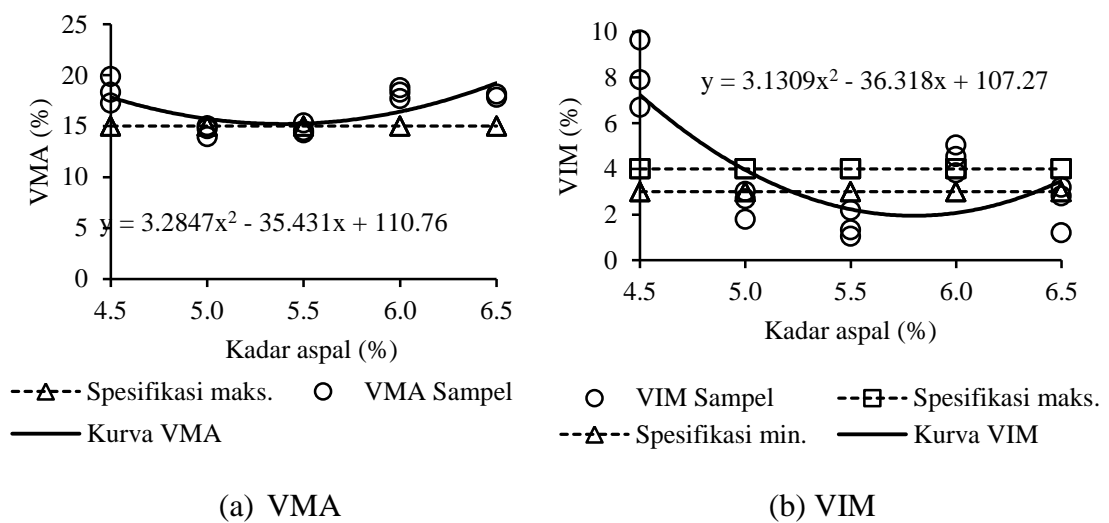 25
20
15
10
5
0
VMA (%)
y = 3.2847x² - 35.431x + 110.76
4.5 5.0 5.5 6.0 6.5
Kadar aspal (%)
Spesifikasi maks. VMA Sampel
Kurva VMA
(a) VMA
10
8
6
4
2
0
VIM (%)
y = 3.1309x² - 36.318x + 107.27
4.5 5.0 5.5 6.0 6.5
Kadar aspal (%)
VIM Sampel Spesifikasi maks.
Spesifikasi min. Kurva VIM
(b) VIM